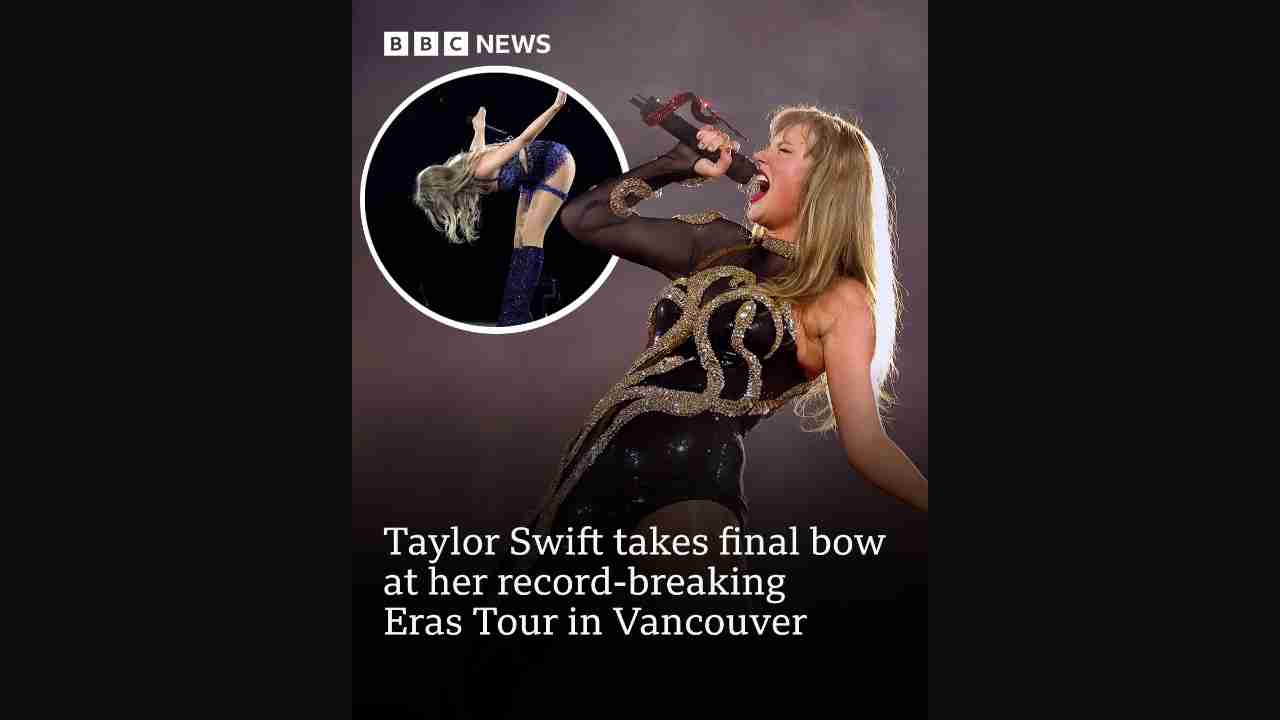 BBC NEWS
Taylor Swift takes final bow
at her record-breaking
Eras Tour in Vancouver